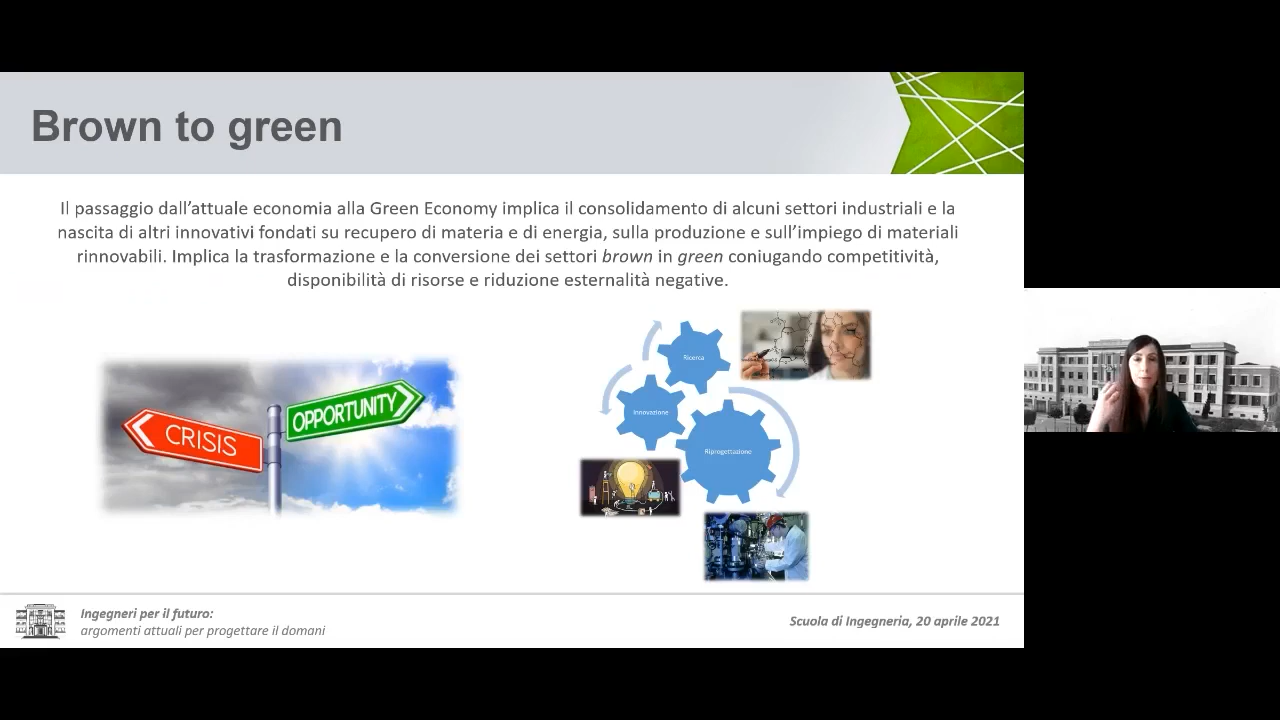 Brown to green
Il passaggio dall’attuale economia alla Green Economy implica il consolidamento di alcuni settori industriali e la
nascita di altri innovativi fondati su recupero di materia e di energia, sulla produzione e sull’impiego di materiali
rinnovabili. Implica la trasformazione e la conversione dei settori brown in green coniugando competitività,
disponibilità di risorse e riduzione esternalità negative.
CRISIS
OPPORTUNITY
Ricerca
Innovazione
Riprogettazione
Ingegneri per il futuro:
argomenti attuali per progettare il domani
Scuola di Ingegneria, 20 aprile 2021